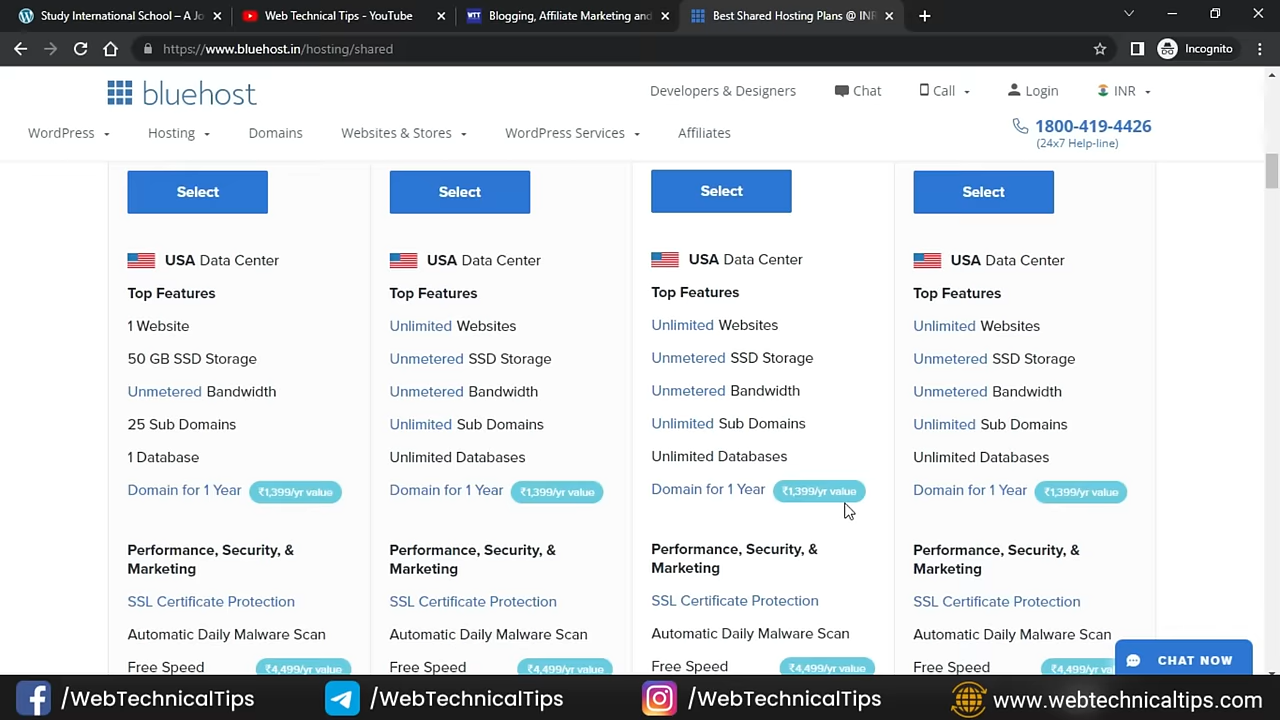 Study International School – A Jo
Web Technical Tips - YouTube
WTT
Blogging, Affiliate Marketing and
Best Shared Hosting Plans @ INR
https://www.bluehost.in/hosting/shared
Incognito
bluehost
Developers & Designers
Chat
Call
Login
INR
WordPress
Hosting
Domains
Websites & Stores
WordPress Services
Affiliates
1800-419-4426
(24x7 Help-line)
Select
USA Data Center
Top Features
1 Website
50 GB SSD Storage
Unmetered Bandwidth
25 Sub Domains
1 Database
Domain for 1 Year ₹1,399/yr value
Performance, Security, &
Marketing
SSL Certificate Protection
Automatic Daily Malware Scan
Free Speed ₹4,499/yr value
Select
USA Data Center
Top Features
Unlimited Websites
Unmetered SSD Storage
Unmetered Bandwidth
Unlimited Sub Domains
Unlimited Databases
Domain for 1 Year ₹1,399/yr value
Performance, Security, &
Marketing
SSL Certificate Protection
Automatic Daily Malware Scan
Free Speed ₹4,499/yr value
Select
USA Data Center
Top Features
Unlimited Websites
Unmetered SSD Storage
Unmetered Bandwidth
Unlimited Sub Domains
Unlimited Databases
Domain for 1 Year ₹1,399/yr value
Performance, Security, &
Marketing
SSL Certificate Protection
Automatic Daily Malware Scan
Free Speed ₹4,499/yr value
Select
USA Data Center
Top Features
Unlimited Websites
Unmetered SSD Storage
Unmetered Bandwidth
Unlimited Sub Domains
Unlimited Databases
Domain for 1 Year ₹1,399/yr value
Performance, Security, &
Marketing
SSL Certificate Protection
Automatic Daily Malware Scan
Free Speed ₹4,499
CHAT NOW
/WebTechnicalTips
/WebTechnicalTips
/WebTechnicalTips
www.webtechnicaltips.com